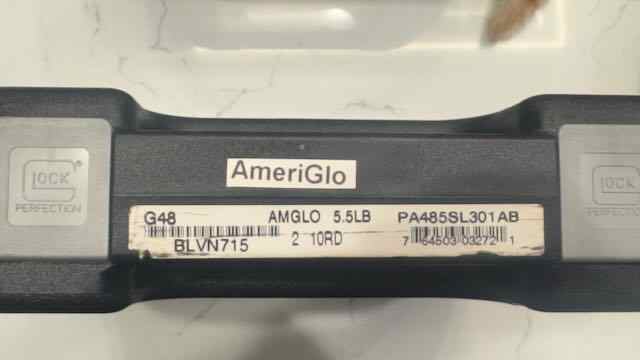 AmeriGlo
GLOCK
PERFECTION
GLOCK
PERFECTION
G48 AMGLO 5.5LB PA485SL301AB
BLVN715 2 10RD 7 64503 03272 1